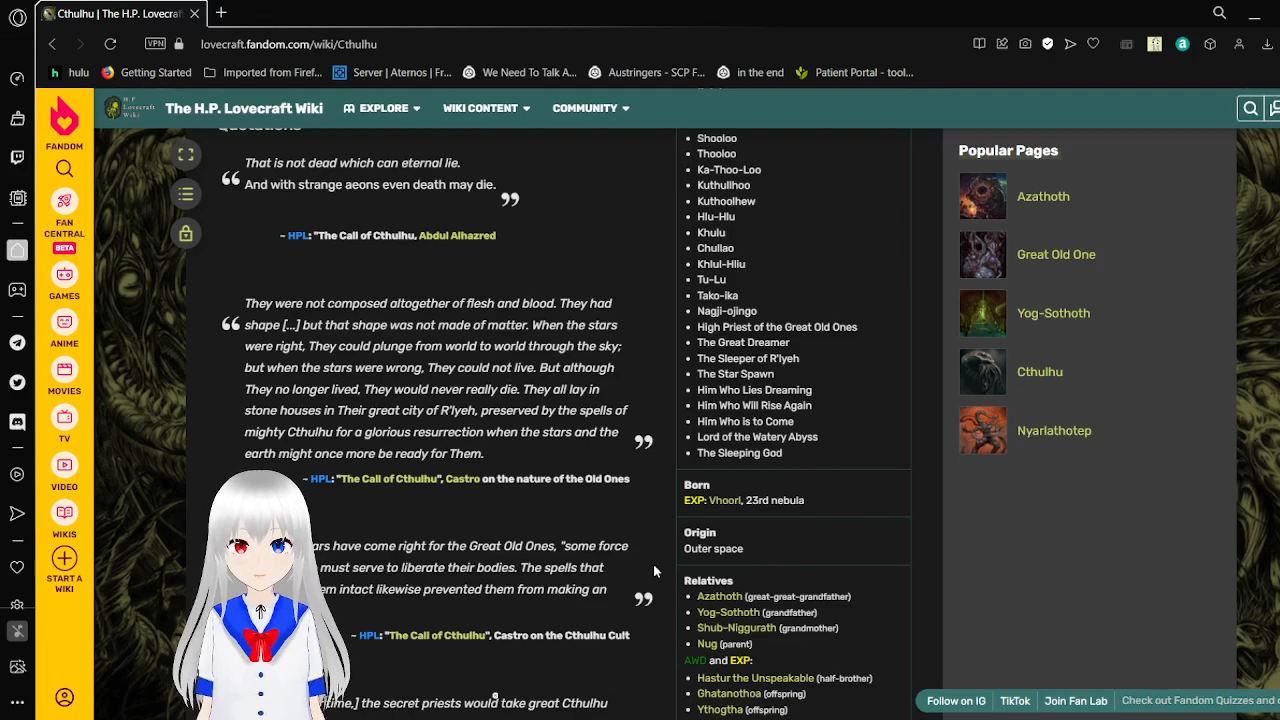 Cthulhu | The H.P. Lovecraft Wiki
VPN
lovecraft.fandom.com/wiki/Cthulhu
hulu
Getting Started
Imported from Firef...
Server | Aternos | Fr...
We Need To Talk A...
Austringers - SCP F...
in the end
Patient Portal - tool...
The H.P. Lovecraft Wiki
EXPLORE
WIKI CONTENT
COMMUNITY
FANDOM
FAN
CENTRAL
BETA
GAMES
ANIME
MOVIES
TV
VIDEO
WIKIS
START A
WIKI
Quotations
That is not dead which can eternal lie.
And with strange aeons even death may die.
~ HPL: "The Call of Cthulhu, Abdul Alhazred
They were not composed altogether of flesh and blood. They had
shape [...] but that shape was not made of matter. When the stars
were right, They could plunge from world to world through the sky;
but when the stars were wrong, They could not live. But although
They no longer lived, They would never really die. They all lay in
stone houses in Their great city of R'lyeh, preserved by the spells of
mighty Cthulhu for a glorious resurrection when the stars and the
earth might once more be ready for Them.
~ HPL: "The Call of Cthulhu", Castro on the nature of the Old Ones
have come right for the Great Old Ones, "some force
must serve to liberate their bodies. The spells that
intact likewise prevented them from making an
~ HPL: "The Call of Cthulhu", Castro on the Cthulhu Cult
the secret priests would take great Cthulhu
Shooloo
Thooloo
Ka-Thoo-Loo
Kuthullhoo
Kuthoolhew
Hlu-Hlu
Khulu
Chullao
Khlul-Hliu
Tu-Lu
Tako-ika
Nagji-ojingo
High Priest of the Great Old Ones
The Great Dreamer
The Sleeper of R'lyeh
The Star Spawn
Him Who Lies Dreaming
Him Who Will Rise Again
Him Who is to Come
Lord of the Watery Abyss
The Sleeping God
Born
EXP: Vhoorl, 23rd nebula
Origin
Outer space
Relatives
Azathoth (great-great-grandfather)
Yog-Sothoth (grandfather)
Shub-Niggurath (grandmother)
Nug (parent)
AWD and EXP:
Hastur the Unspeakable (half-brother)
Ghatanothoa (offspring)
Ythogtha (offspring)
Popular Pages
Azathoth
Great Old One
Yog-Sothoth
Cthulhu
Nyarlathotep
Follow on IG
TikTok
Join Fan Lab
Check out Fandom Quizzes and